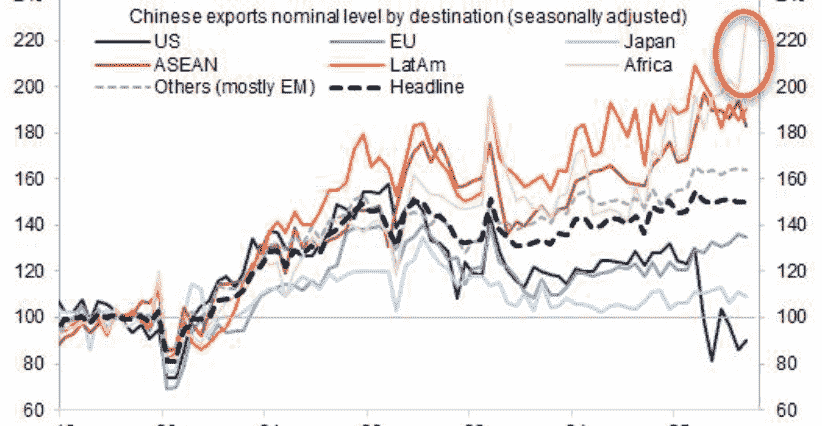 Chinese exports nominal level by destination (seasonally adjusted)
220 US EU Japan 220
200 ASEAN LatAm Africa 200
Others (mostly EM) Headline
180 180
160 160
140 140
120 120
100 100
80 80
60 60